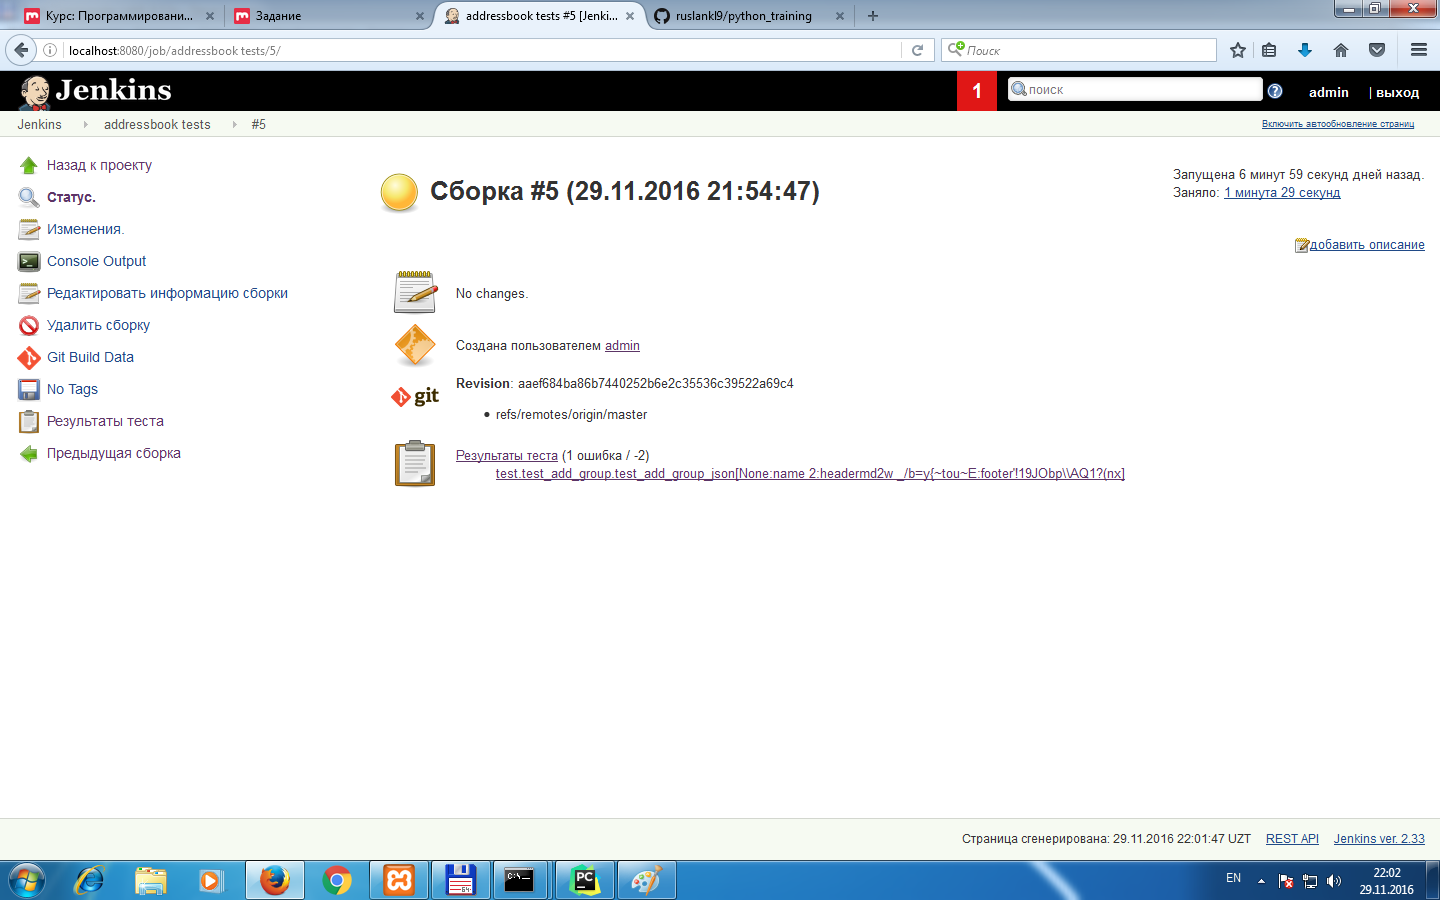 Курс: Программировани...
Задание
addressbook tests #5 [Jenki...
ruslankl9/python_training
localhost:8080/job/addressbook tests/5/
Поиск
Jenkins
1
поиск
admin
| выход
Jenkins
addressbook tests
#5
Включить автообновление страниц
Назад к проекту
Статус.
Изменения.
Console Output
Редактировать информацию сборки
Удалить сборку
Git Build Data
No Tags
Результаты теста
Предыдущая сборка
Сборка #5 (29.11.2016 21:54:47)
Запущена 6 минут 59 секунд дней назад.
Заняло: 1 минута 29 секунд
добавить описание
No changes.
Создана пользователем admin
git
Revision: aaef684ba86b7440252b6e2c35536c39522a69c4
refs/remotes/origin/master
Результаты теста (1 ошибка / -2)
test.test_add_group.test_add_group_json[None:name 2:headermd2w _/b=y{~tou~E:footer'!19JObp\\AQ1?(nx]
Страница сгенерирована: 29.11.2016 22:01:47 UZT
REST API
Jenkins ver. 2.33
64
C:\.
PC
EN
22:02
29.11.2016